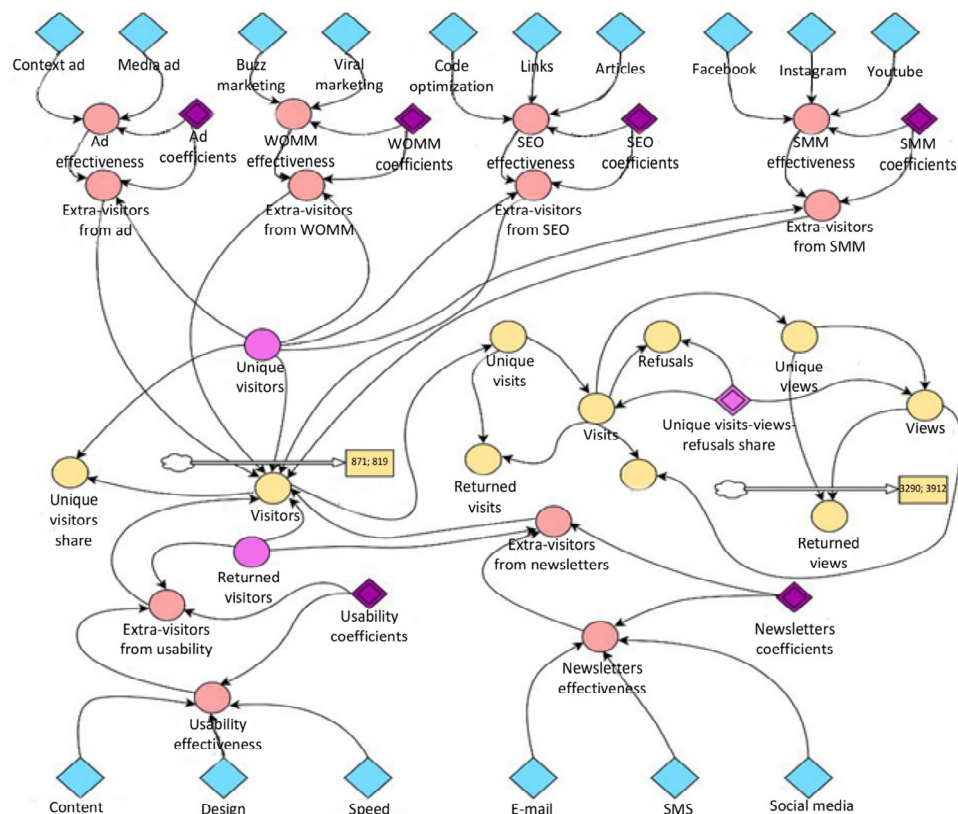 Context ad
Media ad
Buzz
marketing
Viral
marketing
Code
optimization
Links
Articles
Facebook
Instagram
Youtube
Ad
effectiveness
Ad
coefficients
WOMM
effectiveness
WOMM
coefficients
SEO
effectiveness
SEO
coefficients
SMM
effectiveness
SMM
coefficients
Extra-visitors
from ad
Extra-visitors
from WOMM
Extra-visitors
from SEO
Extra-visitors
from SMM
Unique
visitors
Unique
visits
Refusals
Unique
views
Visits
Unique visits-views-
refusals share
Views
871; 819
Unique
visitors
share
Visitors
Returned
visits
3290; 3912
Returned
views
Returned
visitors
Extra-visitors
from newsletters
Extra-visitors
from usability
Usability
coefficients
Newsletters
coefficients
Newsletters
effectiveness
Usability
effectiveness
Content
Design
Speed
E-mail
SMS
Social media